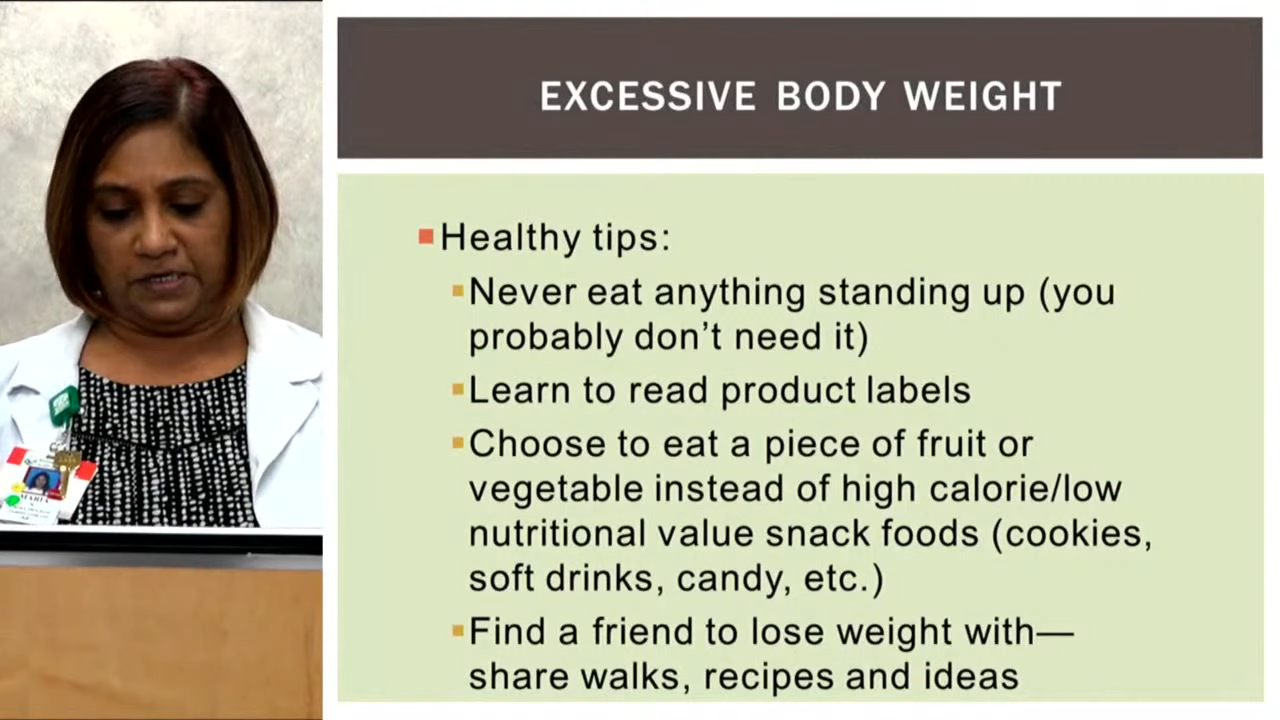 EXCESSIVE BODY WEIGHT
Healthy tips:
Never eat anything standing up (you
probably don't need it)
Learn to read product labels
Choose to eat a piece of fruit or
vegetable instead of high calorie/low
nutritional value snack foods (cookies,
soft drinks, candy, etc.)
Find a friend to lose weight with—
share walks, recipes and ideas
MARIA